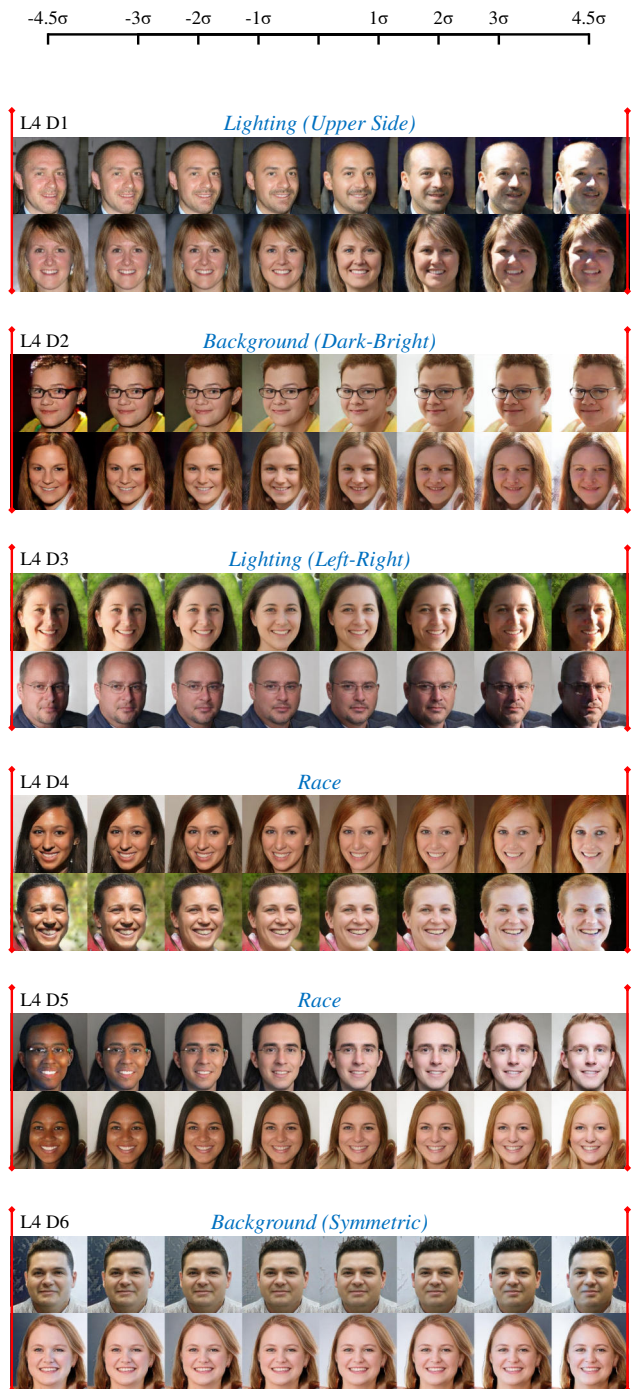 -4.5σ -3σ -2σ -1σ 1σ 2σ 3σ 4.5σ
L4 D1 Lighting (Upper Side)
L4 D2 Background (Dark-Bright)
L4 D3 Lighting (Left-Right)
L4 D4 Race
L4 D5 Race
L4 D6 Background (Symmetric)